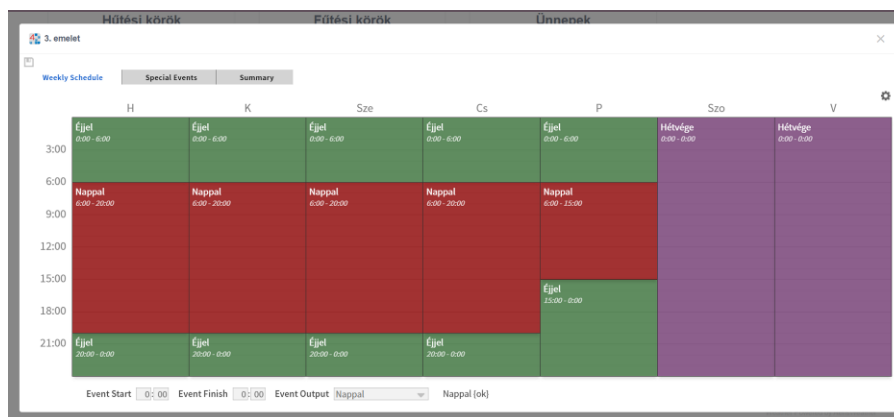 Hűtési körök Fűtési körök Ünnepek
3. emelet
Weekly Schedule Special Events Summary
H K Sze Cs P Szo V
Éjjel Éjjel Éjjel Éjjel Éjjel Hétvége Hétvége
0:00 - 6:00 0:00 - 6:00 0:00 - 6:00 0:00 - 6:00 0:00 - 6:00 0:00 - 0:00 0:00 - 0:00
3:00
6:00
Nappal Nappal Nappal Nappal Nappal
6:00 - 20:00 6:00 - 20:00 6:00 - 20:00 6:00 - 20:00 6:00 - 15:00
9:00
12:00
15:00
Éjjel
15:00 - 0:00
18:00
21:00
Éjjel Éjjel Éjjel Éjjel
20:00 - 0:00 20:00 - 0:00 20:00 - 0:00 20:00 - 0:00
Event Start 0: 00 Event Finish 0: 00 Event Output Nappal Nappal {ok}